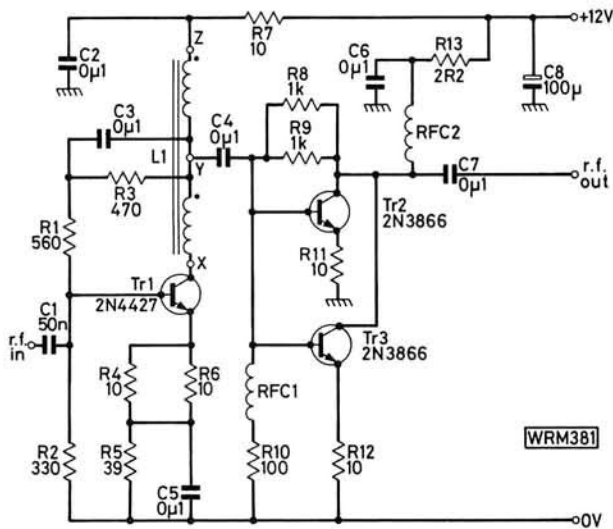 +12V
Z
R7
10
C2
0µ1
C6
0µ1
R13
2R2
C8
100µ
R8
1k
C3
0µ1
C4
0µ1
R9
1k
RFC2
L1
Y
C7
0µ1
r.f.
out
R3
470
Tr2
2N3866
R1
560
R11
10
X
Tr1
2N4427
C1
50n
r.f.
in
Tr3
2N3866
R4
10
R6
10
RFC1
WRM381
R2
330
R5
39
R10
100
R12
10
C5
0µ1
0V